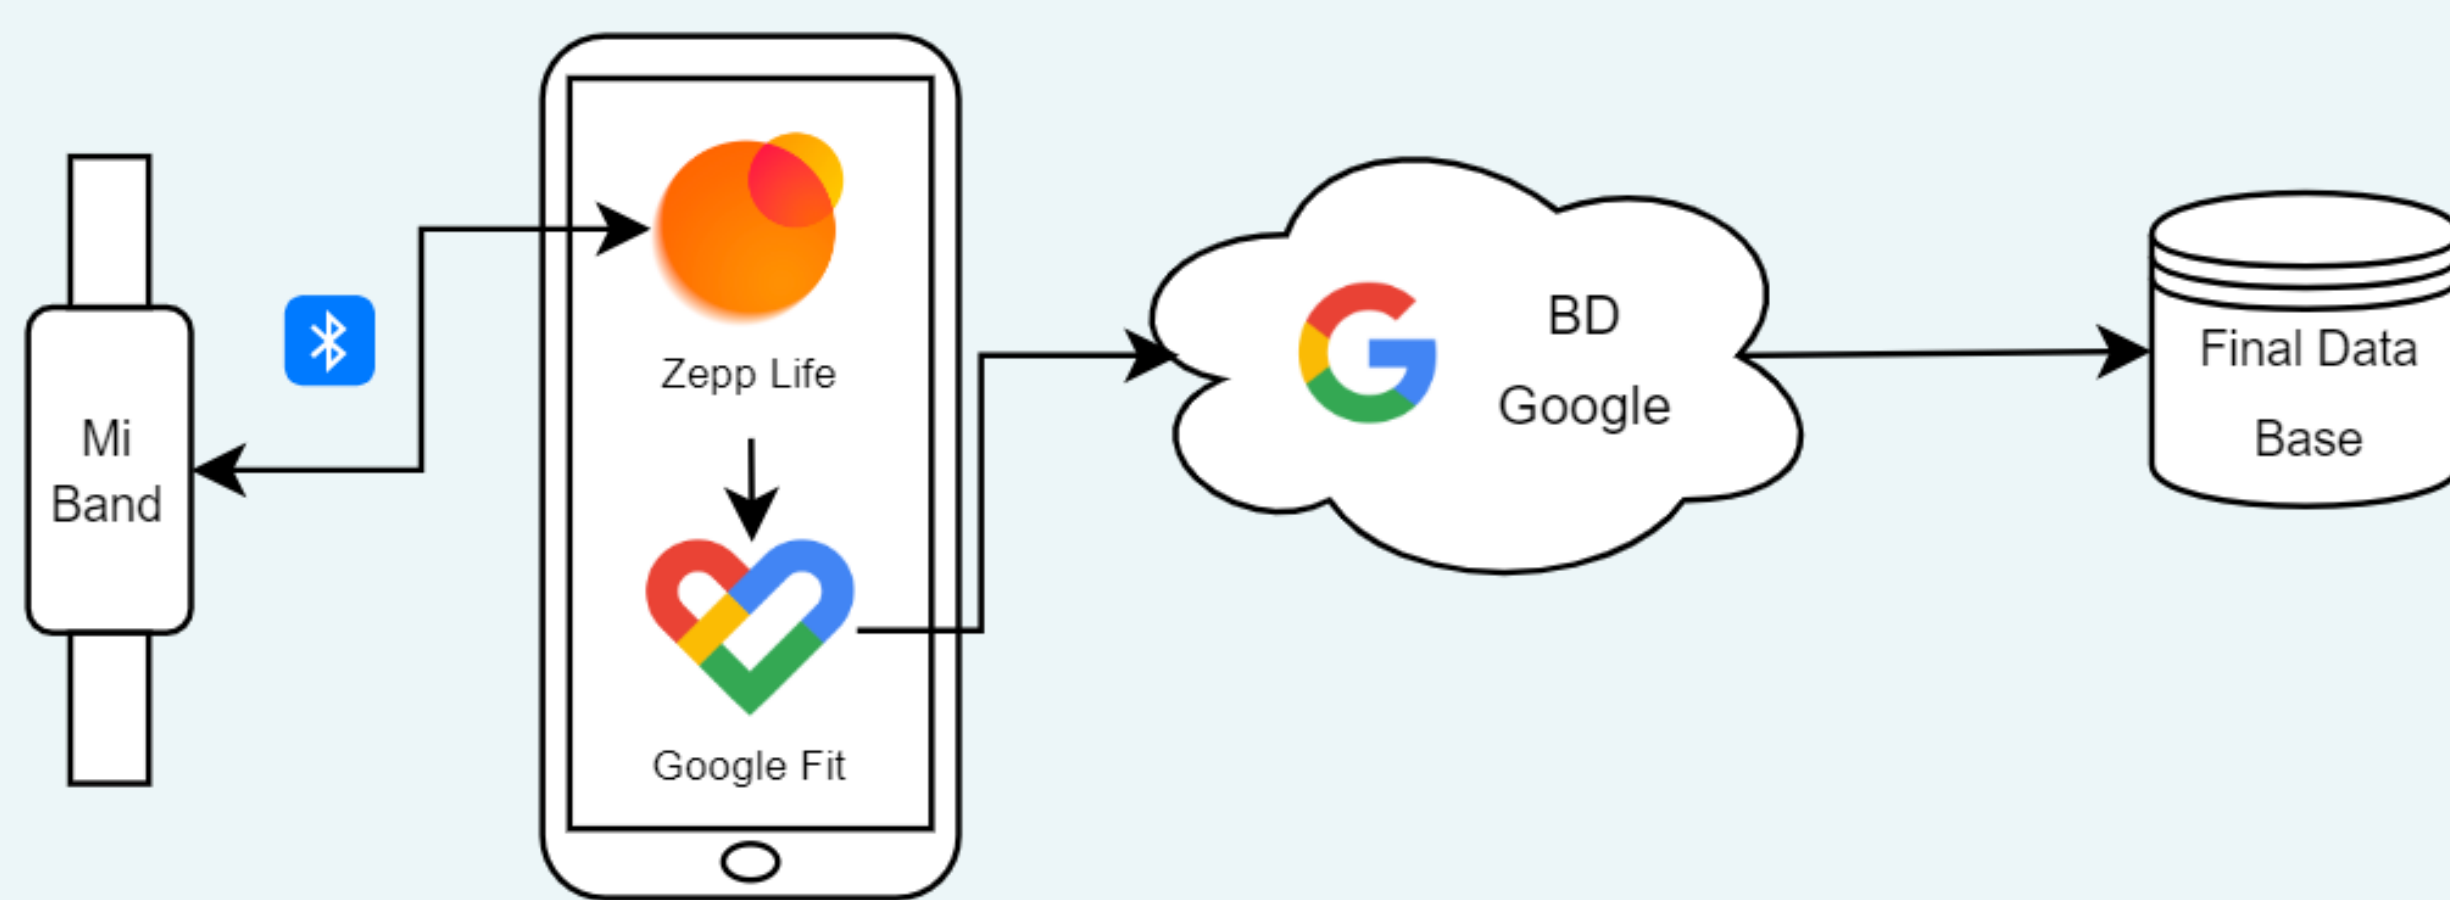 Mi
Band
Zepp Life
Google Fit
BD
Google
Final Data
Base